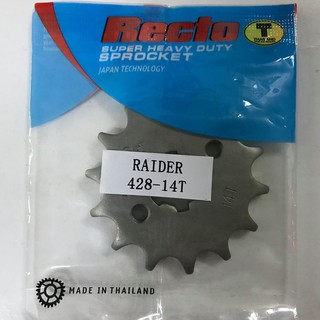 Recto
SUPER HEAVY DUTY
SPROCKET
JAPAN TECHNOLOGY
T
RAIDER
428-14T
MADE IN THAILAND